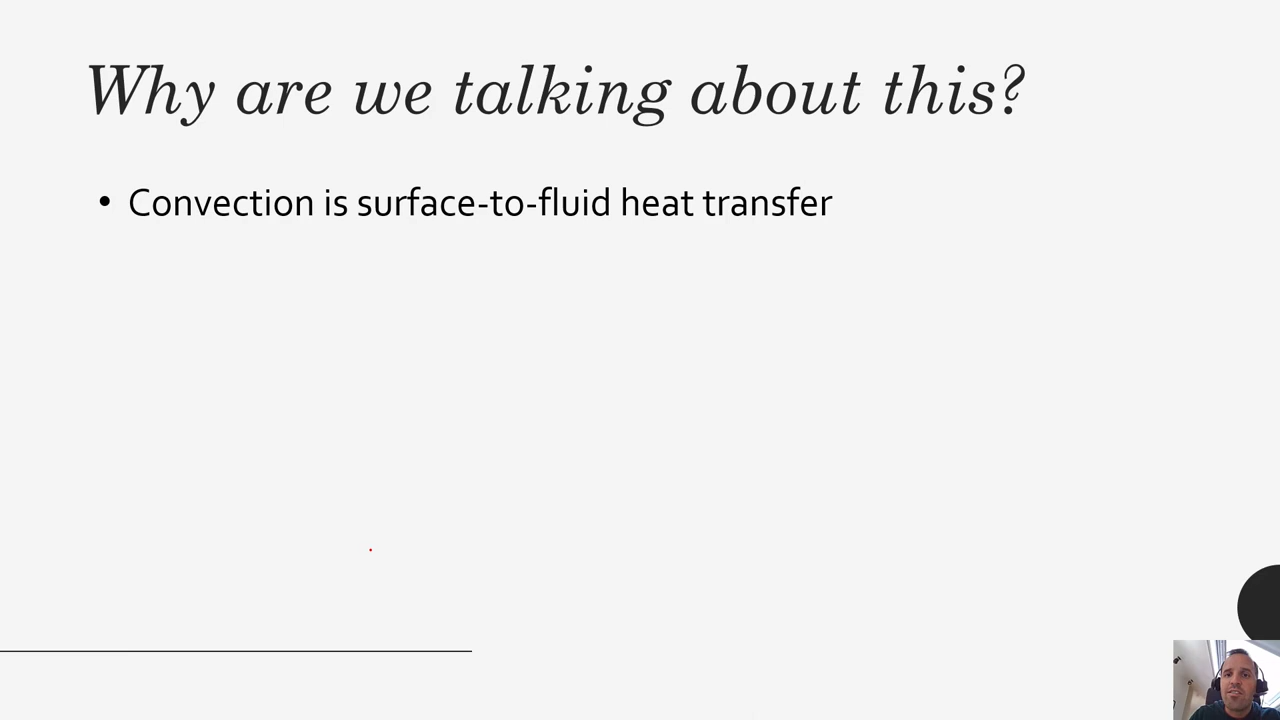 Why are we talking about this?
• Convection is surface-to-fluid heat transfer